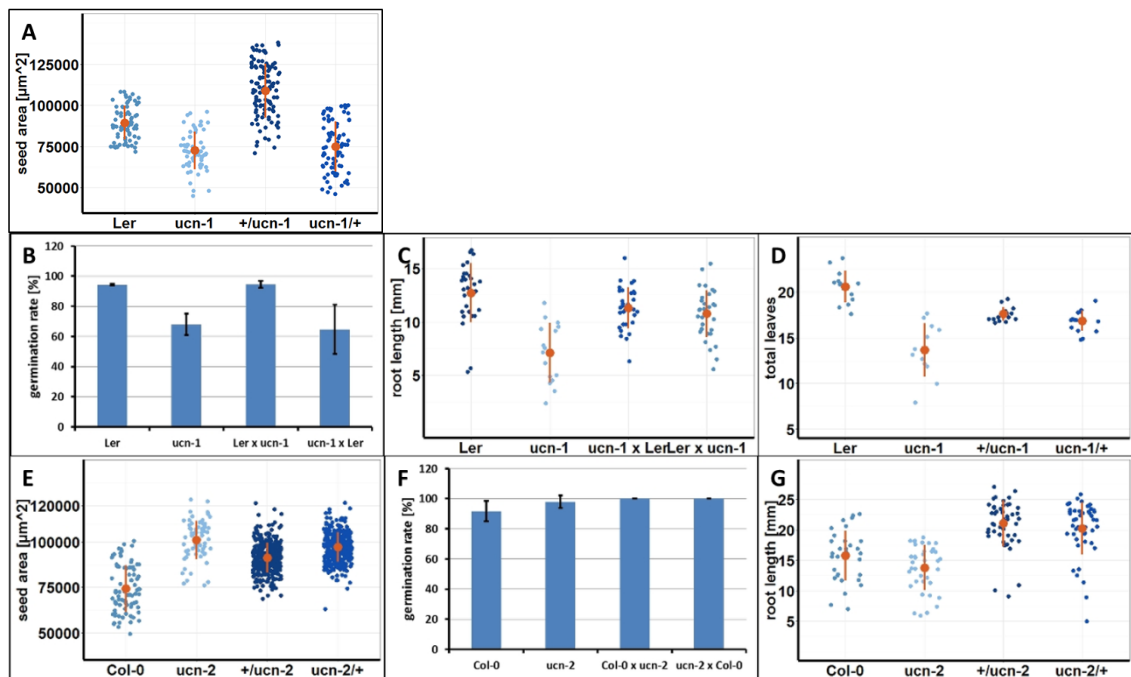 A
seed area [µm^2]
125000
100000
75000
50000
Ler ucn-1 +/ucn-1 ucn-1/+
B
germination rate [%]
120
100
80
60
40
20
0
Ler ucn-1 Ler x ucn-1 ucn-1 x Ler
C
root length [mm]
15
10
5
Ler ucn-1 ucn-1 x Ler Ler x ucn-1
D
total leaves
20
15
10
5
Ler ucn-1 +/ucn-1 ucn-1/+
E
seed area [µm^2]
120000
100000
75000
50000
Col-0 ucn-2 +/ucn-2 ucn-2/+
F
germination rate [%]
120
100
80
60
40
20
0
Col-0 ucn-2 Col-0 x ucn-2 ucn-2 x Col-0
G
root length [mm]
25
20
15
10
5
Col-0 ucn-2 +/ucn-2 ucn-2/+